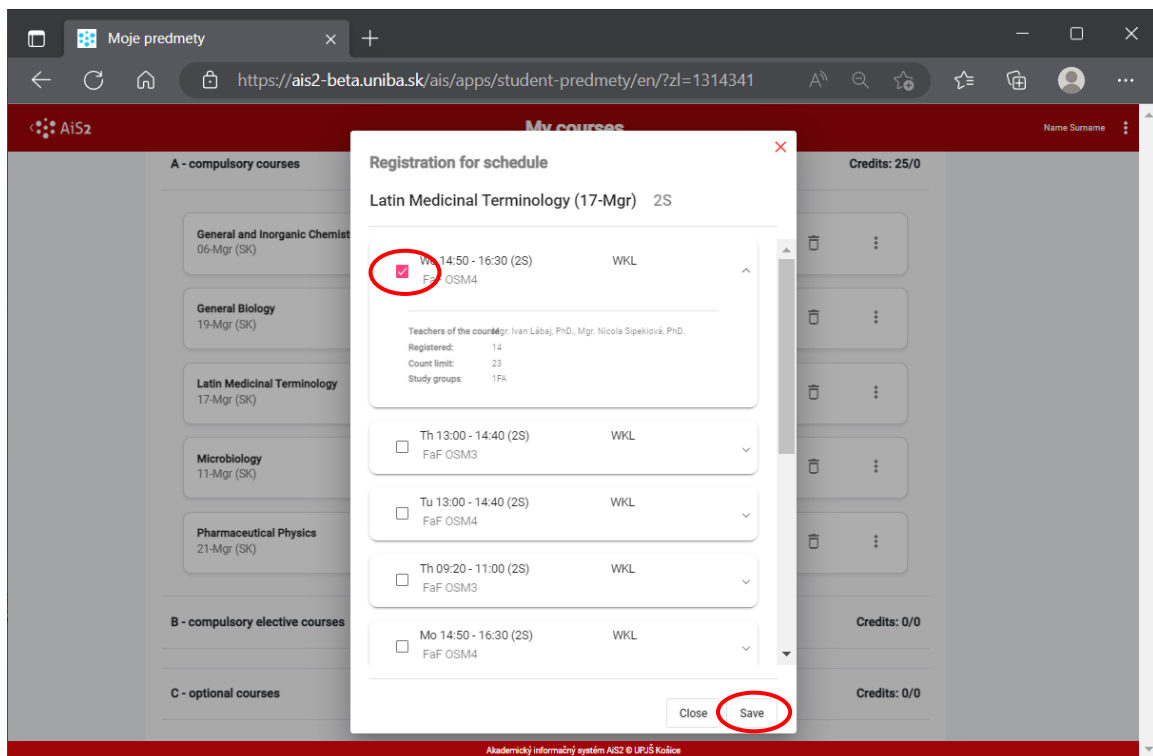 Moje predmety
https://ais2-beta.uniba.sk/ais/apps/student-predmety/en/?zl=1314341
AiS2
My courses
Name Surname
A - compulsory courses
Credits: 25/0
General and Inorganic Chemist
06-Mgr (SK)
General Biology
19-Mgr (SK)
Latin Medicinal Terminology
17-Mgr (SK)
Microbiology
11-Mgr (SK)
Pharmaceutical Physics
21-Mgr (SK)
B - compulsory elective courses
Credits: 0/0
C - optional courses
Credits: 0/0
Registration for schedule
Latin Medicinal Terminology (17-Mgr) 2S
We 14:50 - 16:30 (2S) WKL
FaF OSM4
Teachers of the course: Mgr. Ivan Lábaj, PhD., Mgr. Nicola Sipekiová, PhD.
Registered: 14
Count limit: 23
Study groups: 1FA
Th 13:00 - 14:40 (2S) WKL
FaF OSM3
Tu 13:00 - 14:40 (2S) WKL
FaF OSM4
Th 09:20 - 11:00 (2S) WKL
FaF OSM3
Mo 14:50 - 16:30 (2S) WKL
FaF OSM4
Close Save
Akademický informačný systém AiS2 © UPJŠ Košice